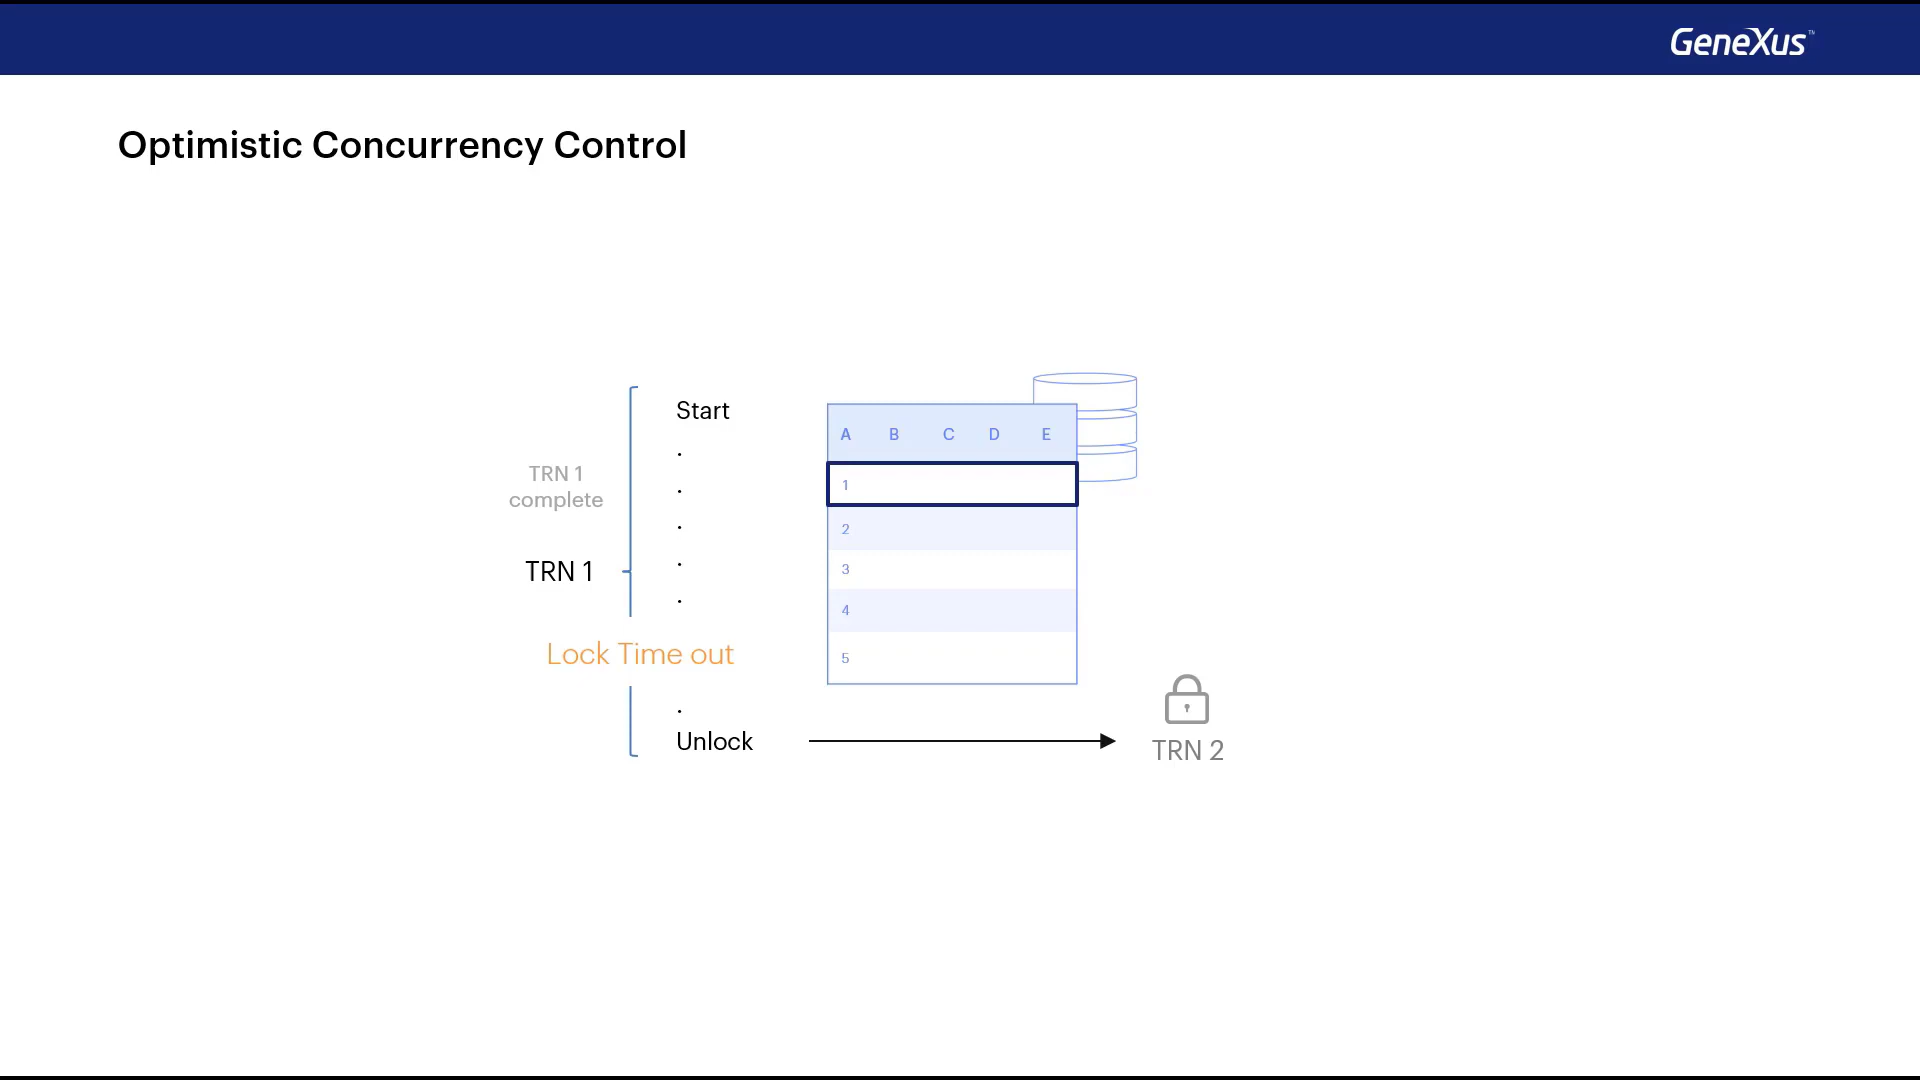 GeneXus™
Optimistic Concurrency Control
Start
.
.
.
.
.
TRN 1
complete
TRN 1
Lock Time out
.
Unlock
A B C D E
1
2
3
4
5
TRN 2